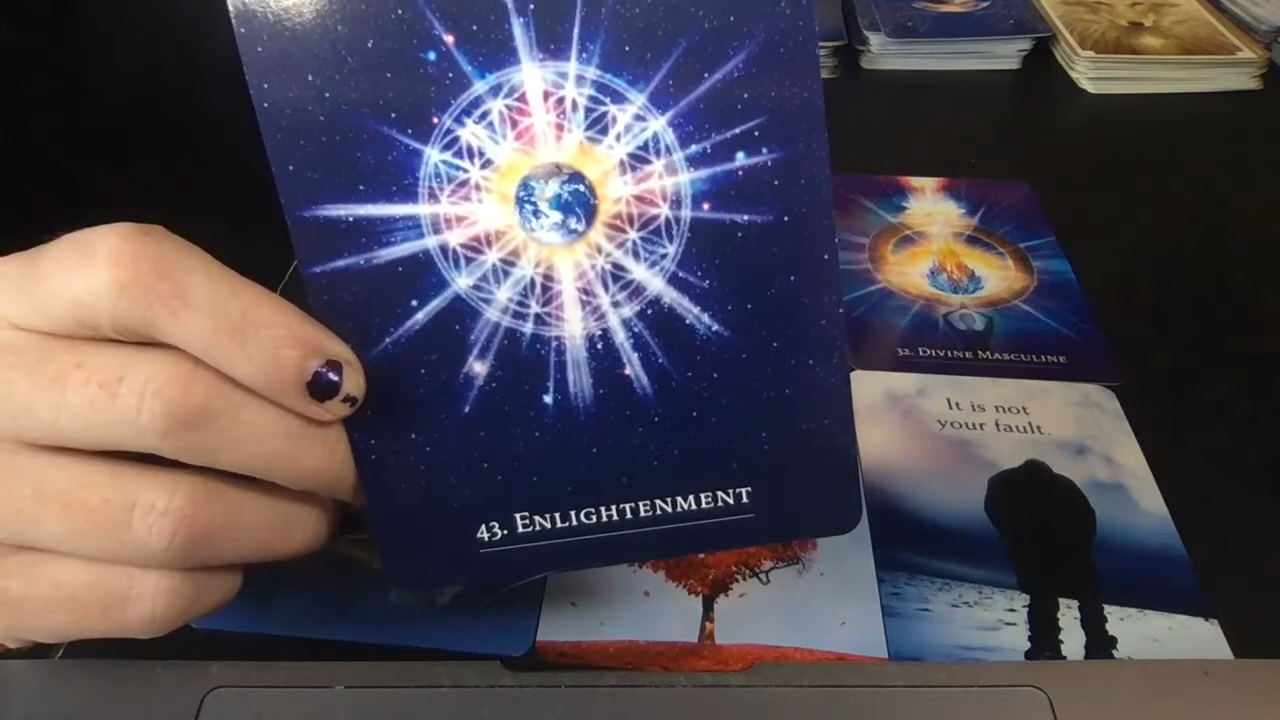 43. Enlightenment
32. Divine Masculine
It is not
your fault.